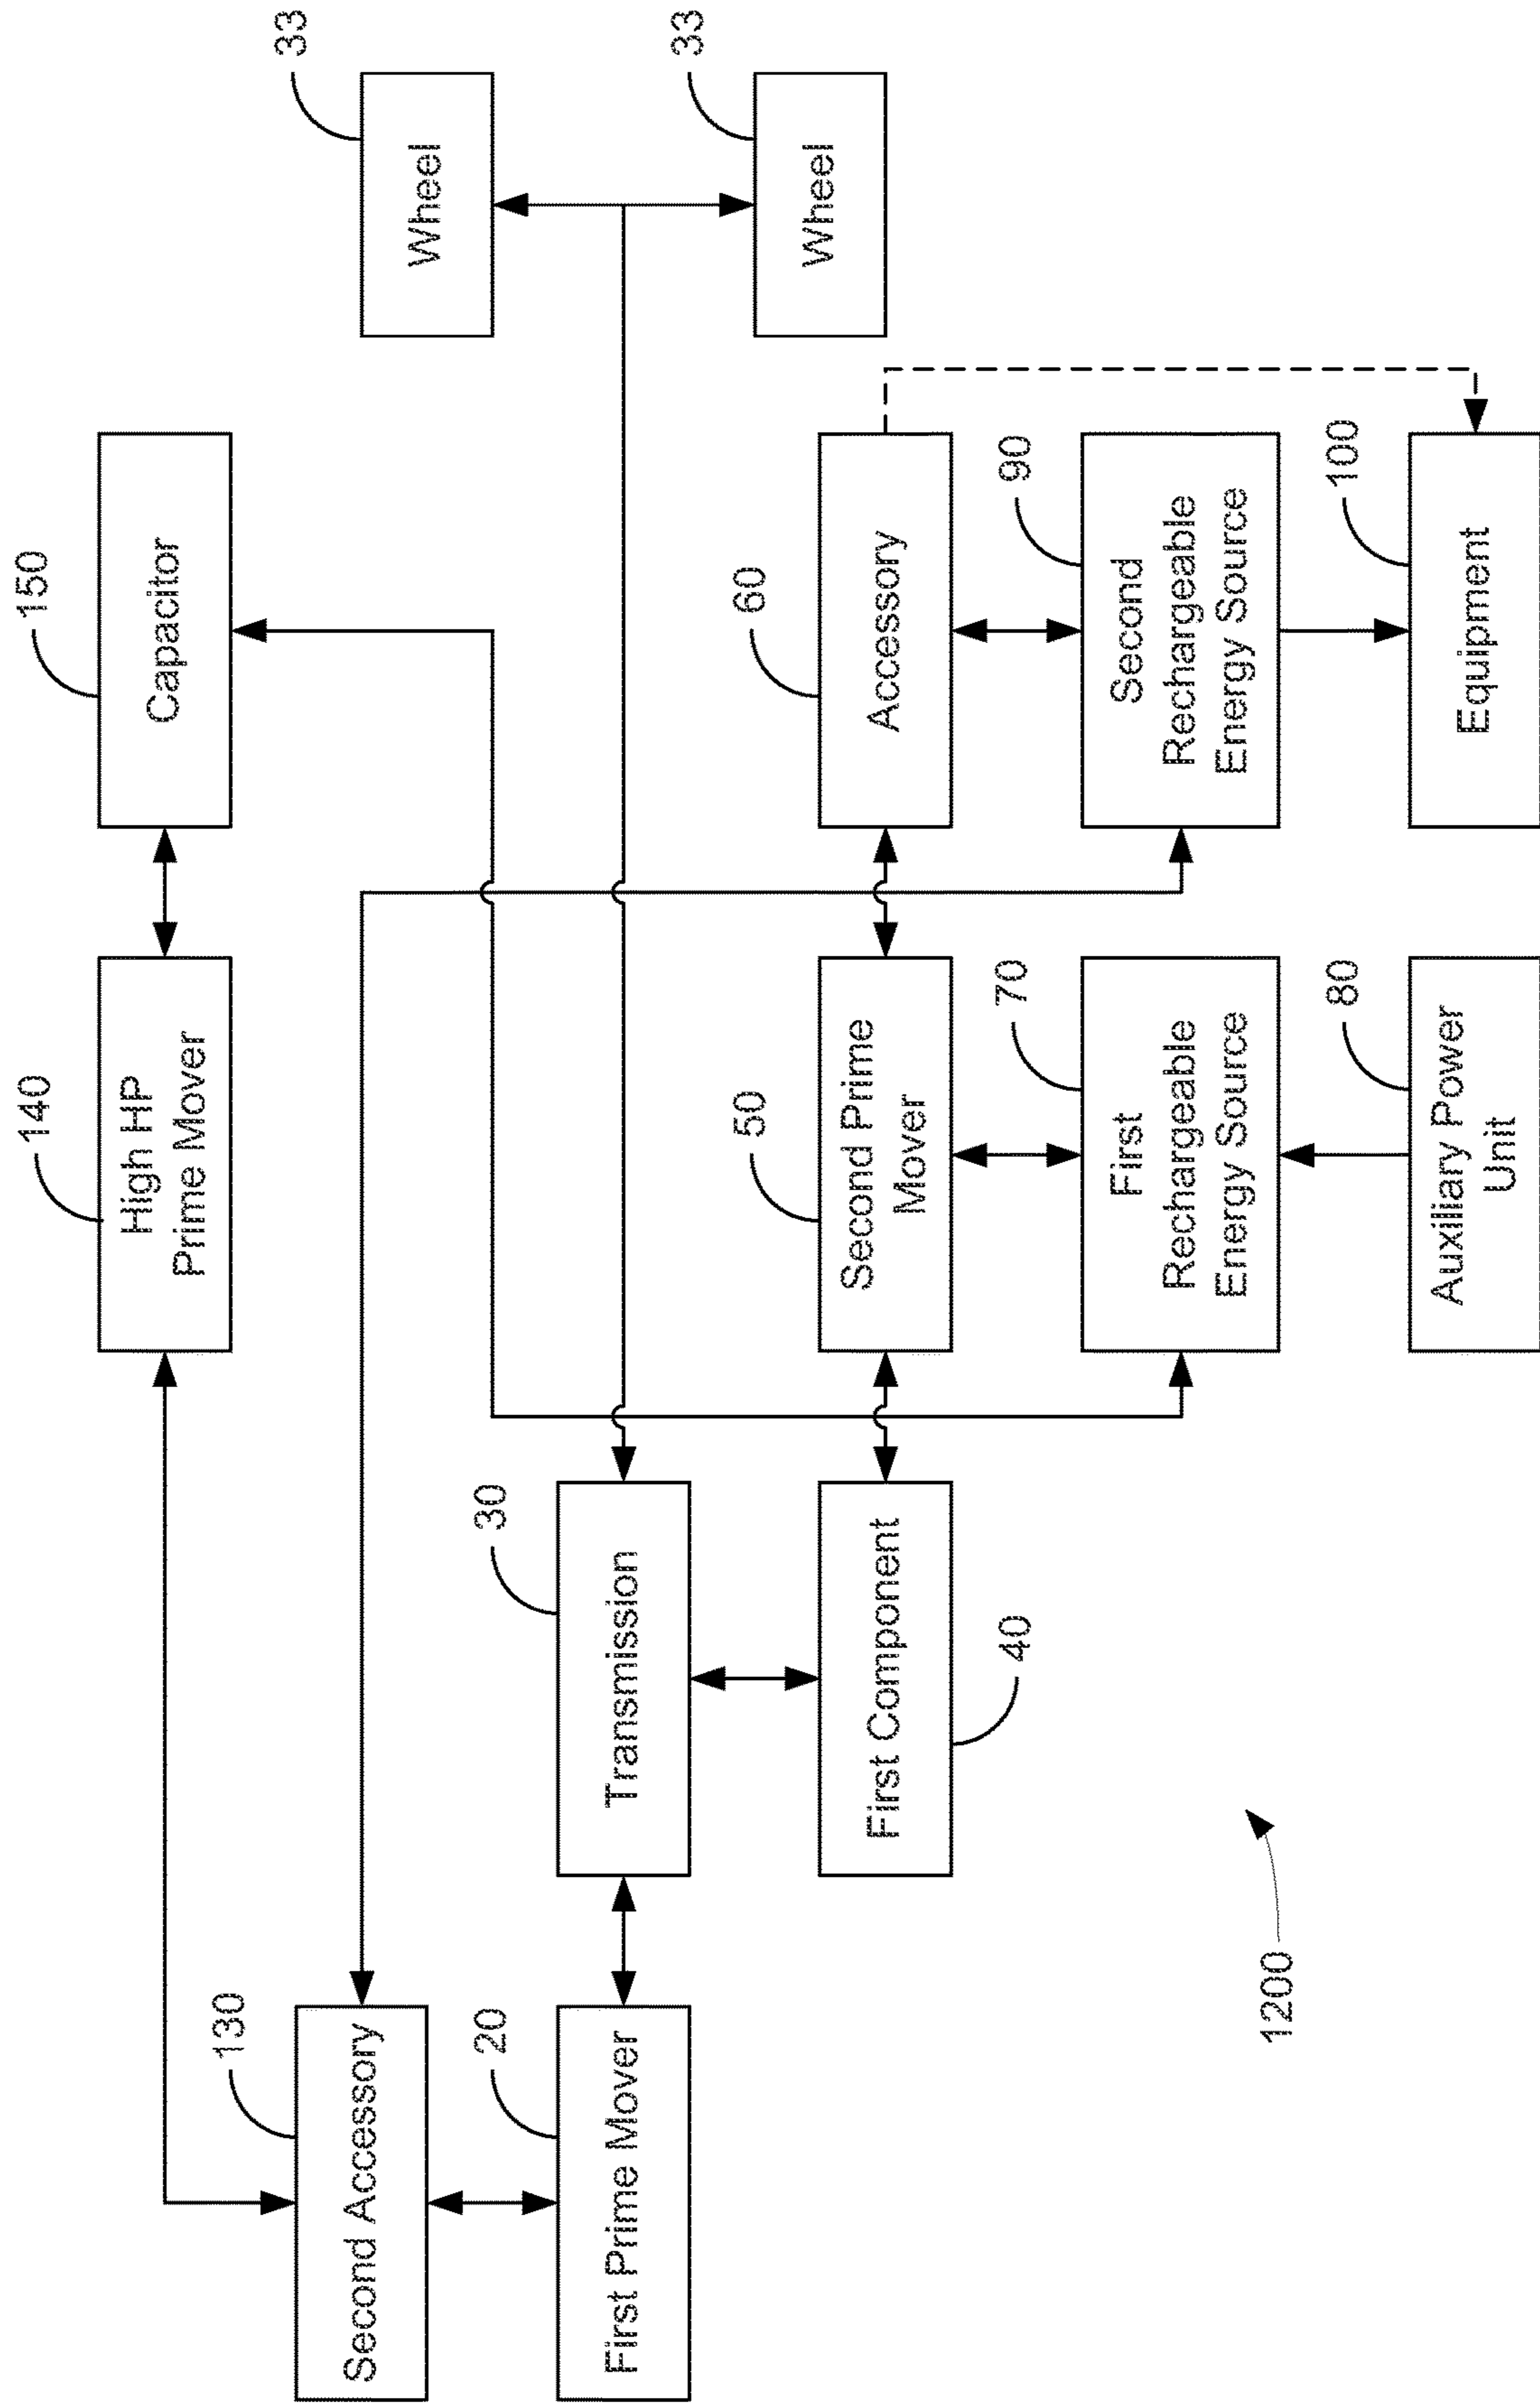 150
Capacitor
140
High HP
Prime Mover
33
Wheel
33
Wheel
130
Second Accessory
20
First Prime Mover
30
Transmission
First Component
40
50
Second Prime
Mover
60
Accessory
70
First
Rechargeable
Energy Source
90
Second
Rechargeable
Energy Source
80
Auxiliary Power
Unit
100
Equipment
1200